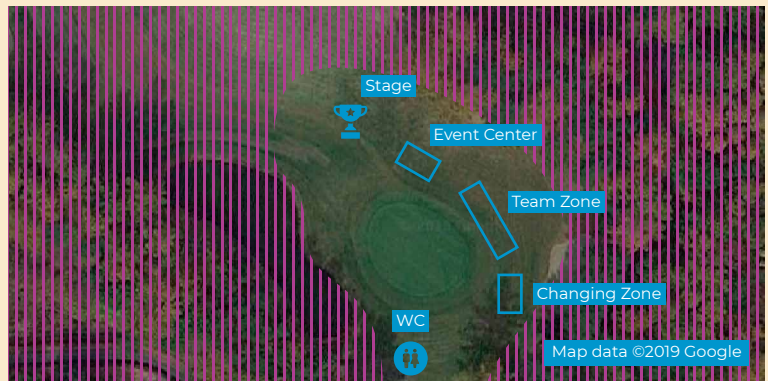 Stage
Event Center
Team Zone
Changing Zone
WC
Map data ©2019 Google